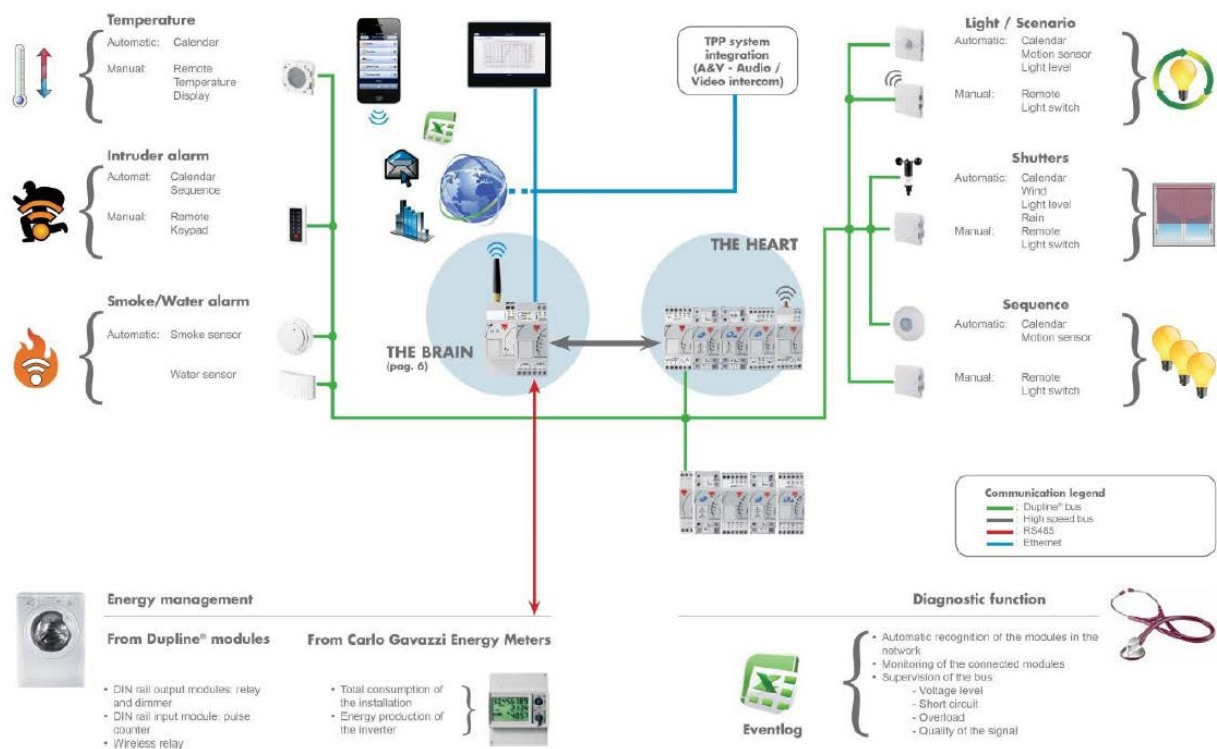 Temperature
Automatic: Calendar
Manual: Remote
Temperature
Display
Intruder alarm
Automat: Calendar
Sequence
Manual: Remote
Keypad
Smoke/Water alarm
Automatic: Smoke sensor
Water sensor
TPP system
integration
(A&V - Audio /
Video intercom)
THE BRAIN
(pag. 6)
THE HEART
Light / Scenario
Automatic: Calendar
Motion sensor
Light level
Manual: Remote
Light switch
Shutters
Automatic: Calendar
Wind
Light level
Rain
Manual: Remote
Light switch
Sequence
Automatic: Calendar
Motion sensor
Manual: Remote
Light switch
Communication legend
: Dupline® bus
: High speed bus
: RS485
: Ethernet
Energy management
From Dupline® modules
• DIN rail output modules: relay
and dimmer
• DIN rail input module: pulse
counter
• Wireless relay
From Carlo Gavazzi Energy Meters
• Total consumption of
the installation
• Energy production of
the inverter
Diagnostic function
Eventlog
• Automatic recognition of the modules in the
network
• Monitoring of the connected modules
• Supervision of the bus:
- Voltage level
- Short circuit
- Overload
- Quality of the signal